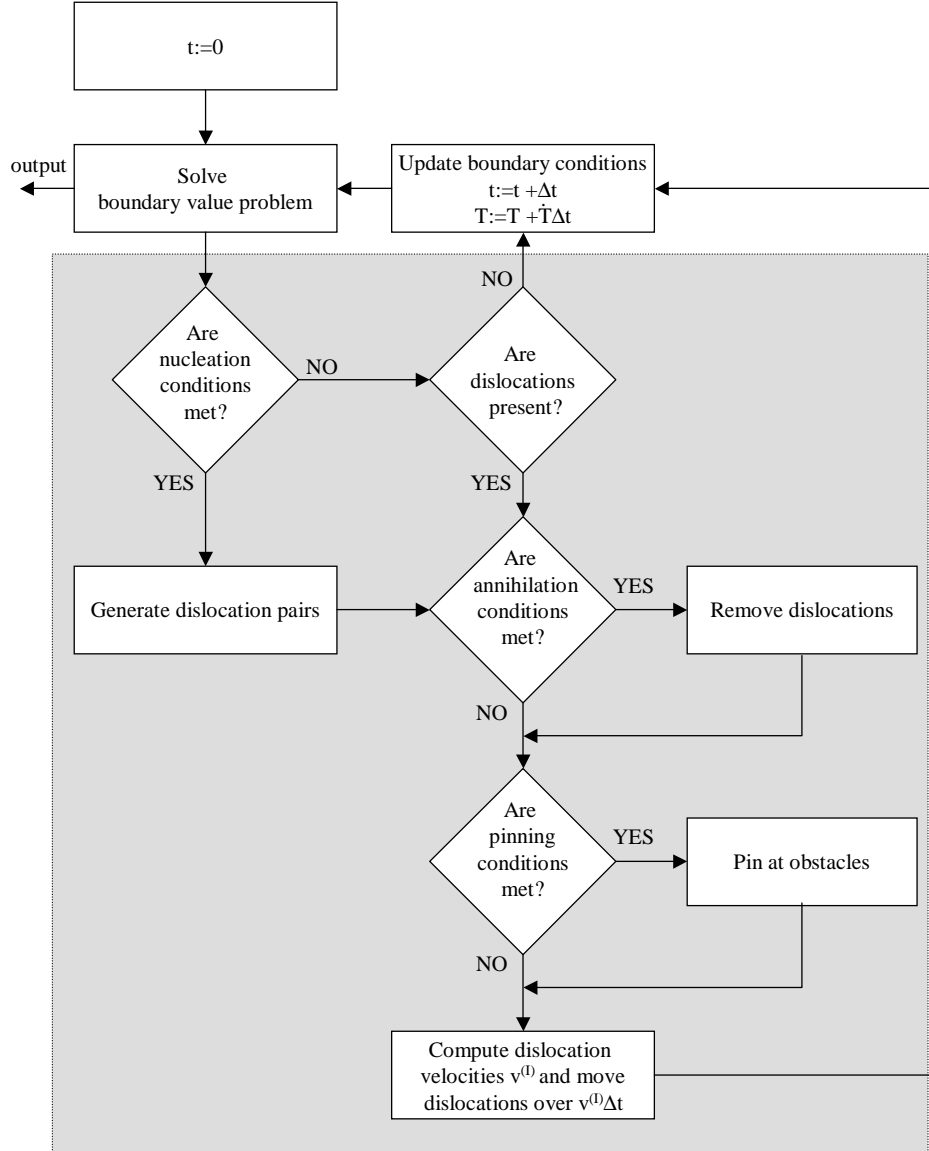 t:=0
output
Solve
boundary value problem
Update boundary conditions
t:=t +Δt
T:=T +ṪΔt
NO
Are
nucleation
conditions
met?
NO
Are
dislocations
present?
YES
YES
Generate dislocation pairs
Are
annihilation
conditions
met?
YES
Remove dislocations
NO
Are
pinning
conditions
met?
YES
Pin at obstacles
NO
Compute dislocation
velocities v⁽ᴵ⁾ and move
dislocations over v⁽ᴵ⁾Δt